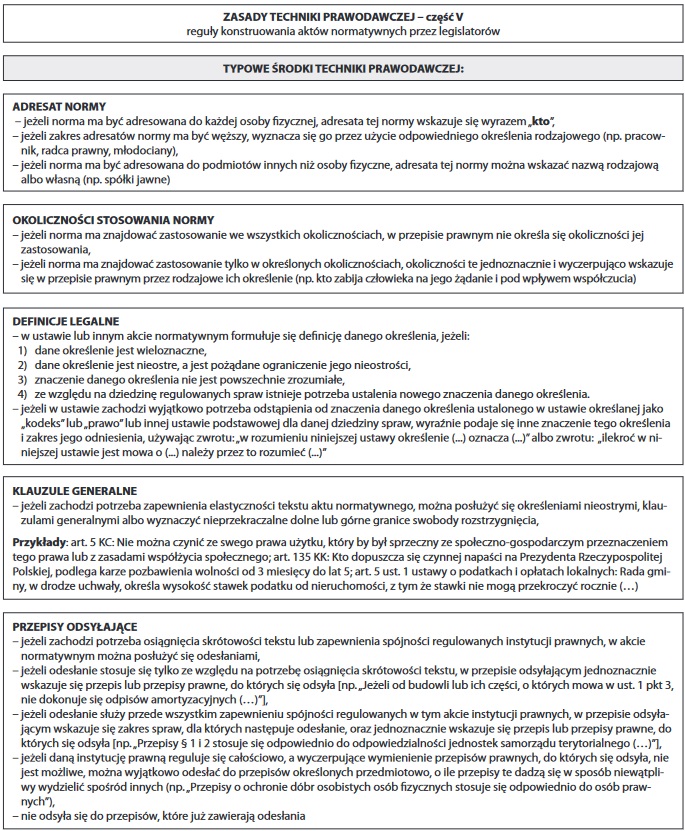 ZASADY TECHNIKI PRAWODAWCZEJ – część V
reguły konstruowania aktów normatywnych przez legislatorów
TYPOWE ŚRODKI TECHNIKI PRAWODAWCZEJ:
ADRESAT NORMY
– jeżeli norma ma być adresowana do każdej osoby fizycznej, adresata tej normy wskazuje się wyrazem „kto",
– jeżeli zakres adresatów normy ma być węższy, wyznacza się go przez użycie odpowiedniego określenia rodzajowego (np. pracow-
nik, radca prawny, młodociany),
– jeżeli norma ma być adresowana do podmiotów innych niż osoby fizyczne, adresata tej normy można wskazać nazwą rodzajową
albo własną (np. spółki jawne)
OKOLICZNOŚCI STOSOWANIA NORMY
– jeżeli norma ma znajdować zastosowanie we wszystkich okolicznościach, w przepisie prawnym nie określa się okoliczności jej
zastosowania,
– jeżeli norma ma znajdować zastosowanie tylko w określonych okolicznościach, okoliczności te jednoznacznie i wyczerpująco wskazuje
się w przepisie prawnym przez rodzajowe ich określenie (np. kto zabija człowieka na jego żądanie i pod wpływem współczucia)
DEFINICJE LEGALNE
– w ustawie lub innym akcie normatywnym formułuje się definicję danego określenia, jeżeli:
1) dane określenie jest wieloznaczne,
2) dane określenie jest nieostre, a jest pożądane ograniczenie jego nieostrości,
3) znaczenie danego określenia nie jest powszechnie zrozumiałe,
4) ze względu na dziedzinę regulowanych spraw istnieje potrzeba ustalenia nowego znaczenia danego określenia.
– jeżeli w ustawie zachodzi wyjątkowo potrzeba odstąpienia od znaczenia danego określenia ustalonego w ustawie określanej jako
„kodeks" lub „prawo" lub innej ustawie podstawowej dla danej dziedziny spraw, wyraźnie podaje się inne znaczenie tego określenia
i zakres jego odniesienia, używając zwrotu: „w rozumieniu niniejszej ustawy określenie (...) oznacza (...)" albo zwrotu: „ilekroć w ni-
niejszej ustawie jest mowa o (...) należy przez to rozumieć (...)"
KLAUZULE GENERALNE
– jeżeli zachodzi potrzeba zapewnienia elastyczności tekstu aktu normatywnego, można posłużyć się określeniami nieostrymi, klau-
zulami generalnymi albo wyznaczyć nieprzekraczalne dolne lub górne granice swobody rozstrzygnięcia,
Przykłady: art. 5 KC: Nie można czynić ze swego prawa użytku, który by był sprzeczny ze społeczno-gospodarczym przeznaczeniem
tego prawa lub z zasadami współżycia społecznego; art. 135 KK: Kto dopuszcza się czynnej napaści na Prezydenta Rzeczypospolitej
Polskiej, podlega karze pozbawienia wolności od 3 miesięcy do lat 5; art. 5 ust. 1 ustawy o podatkach i opłatach lokalnych: Rada gmi-
ny, w drodze uchwały, określa wysokość stawek podatku od nieruchomości, z tym że stawki nie mogą przekroczyć rocznie (…)
PRZEPISY ODSYŁAJĄCE
– jeżeli zachodzi potrzeba osiągnięcia skrótowości tekstu lub zapewnienia spójności regulowanych instytucji prawnych, w akcie
normatywnym można posłużyć się odesłaniami,
– jeżeli odesłanie stosuje się tylko ze względu na potrzebę osiągnięcia skrótowości tekstu, w przepisie odsyłającym jednoznacznie
wskazuje się przepis lub przepisy prawne, do których się odsyła [np. „Jeżeli od budowli lub ich części, o których mowa w ust. 1 pkt 3,
nie dokonuje się odpisów amortyzacyjnych (…)"],
– jeżeli odesłanie służy przede wszystkim zapewnieniu spójności regulowanych w tym akcie instytucji prawnych, w przepisie odsyła-
jącym wskazuje się zakres spraw, dla których następuje odesłanie, oraz jednoznacznie wskazuje się przepis lub przepisy prawne, do
których się odsyła [np. „Przepisy § 1 i 2 stosuje się odpowiednio do odpowiedzialności jednostek samorządu terytorialnego (…)"],
– jeżeli daną instytucję prawną reguluje się całościowo, a wyczerpujące wymienienie przepisów prawnych, do których się odsyła, nie
jest możliwe, można wyjątkowo odesłać do przepisów określonych przedmiotowo, o ile przepisy te dadzą się w sposób niewątpli-
wy wydzielić spośród innych (np. „Przepisy o ochronie dóbr osobistych osób fizycznych stosuje się odpowiednio do osób praw-
nych"),
– nie odsyła się do przepisów, które już zawierają odesłania